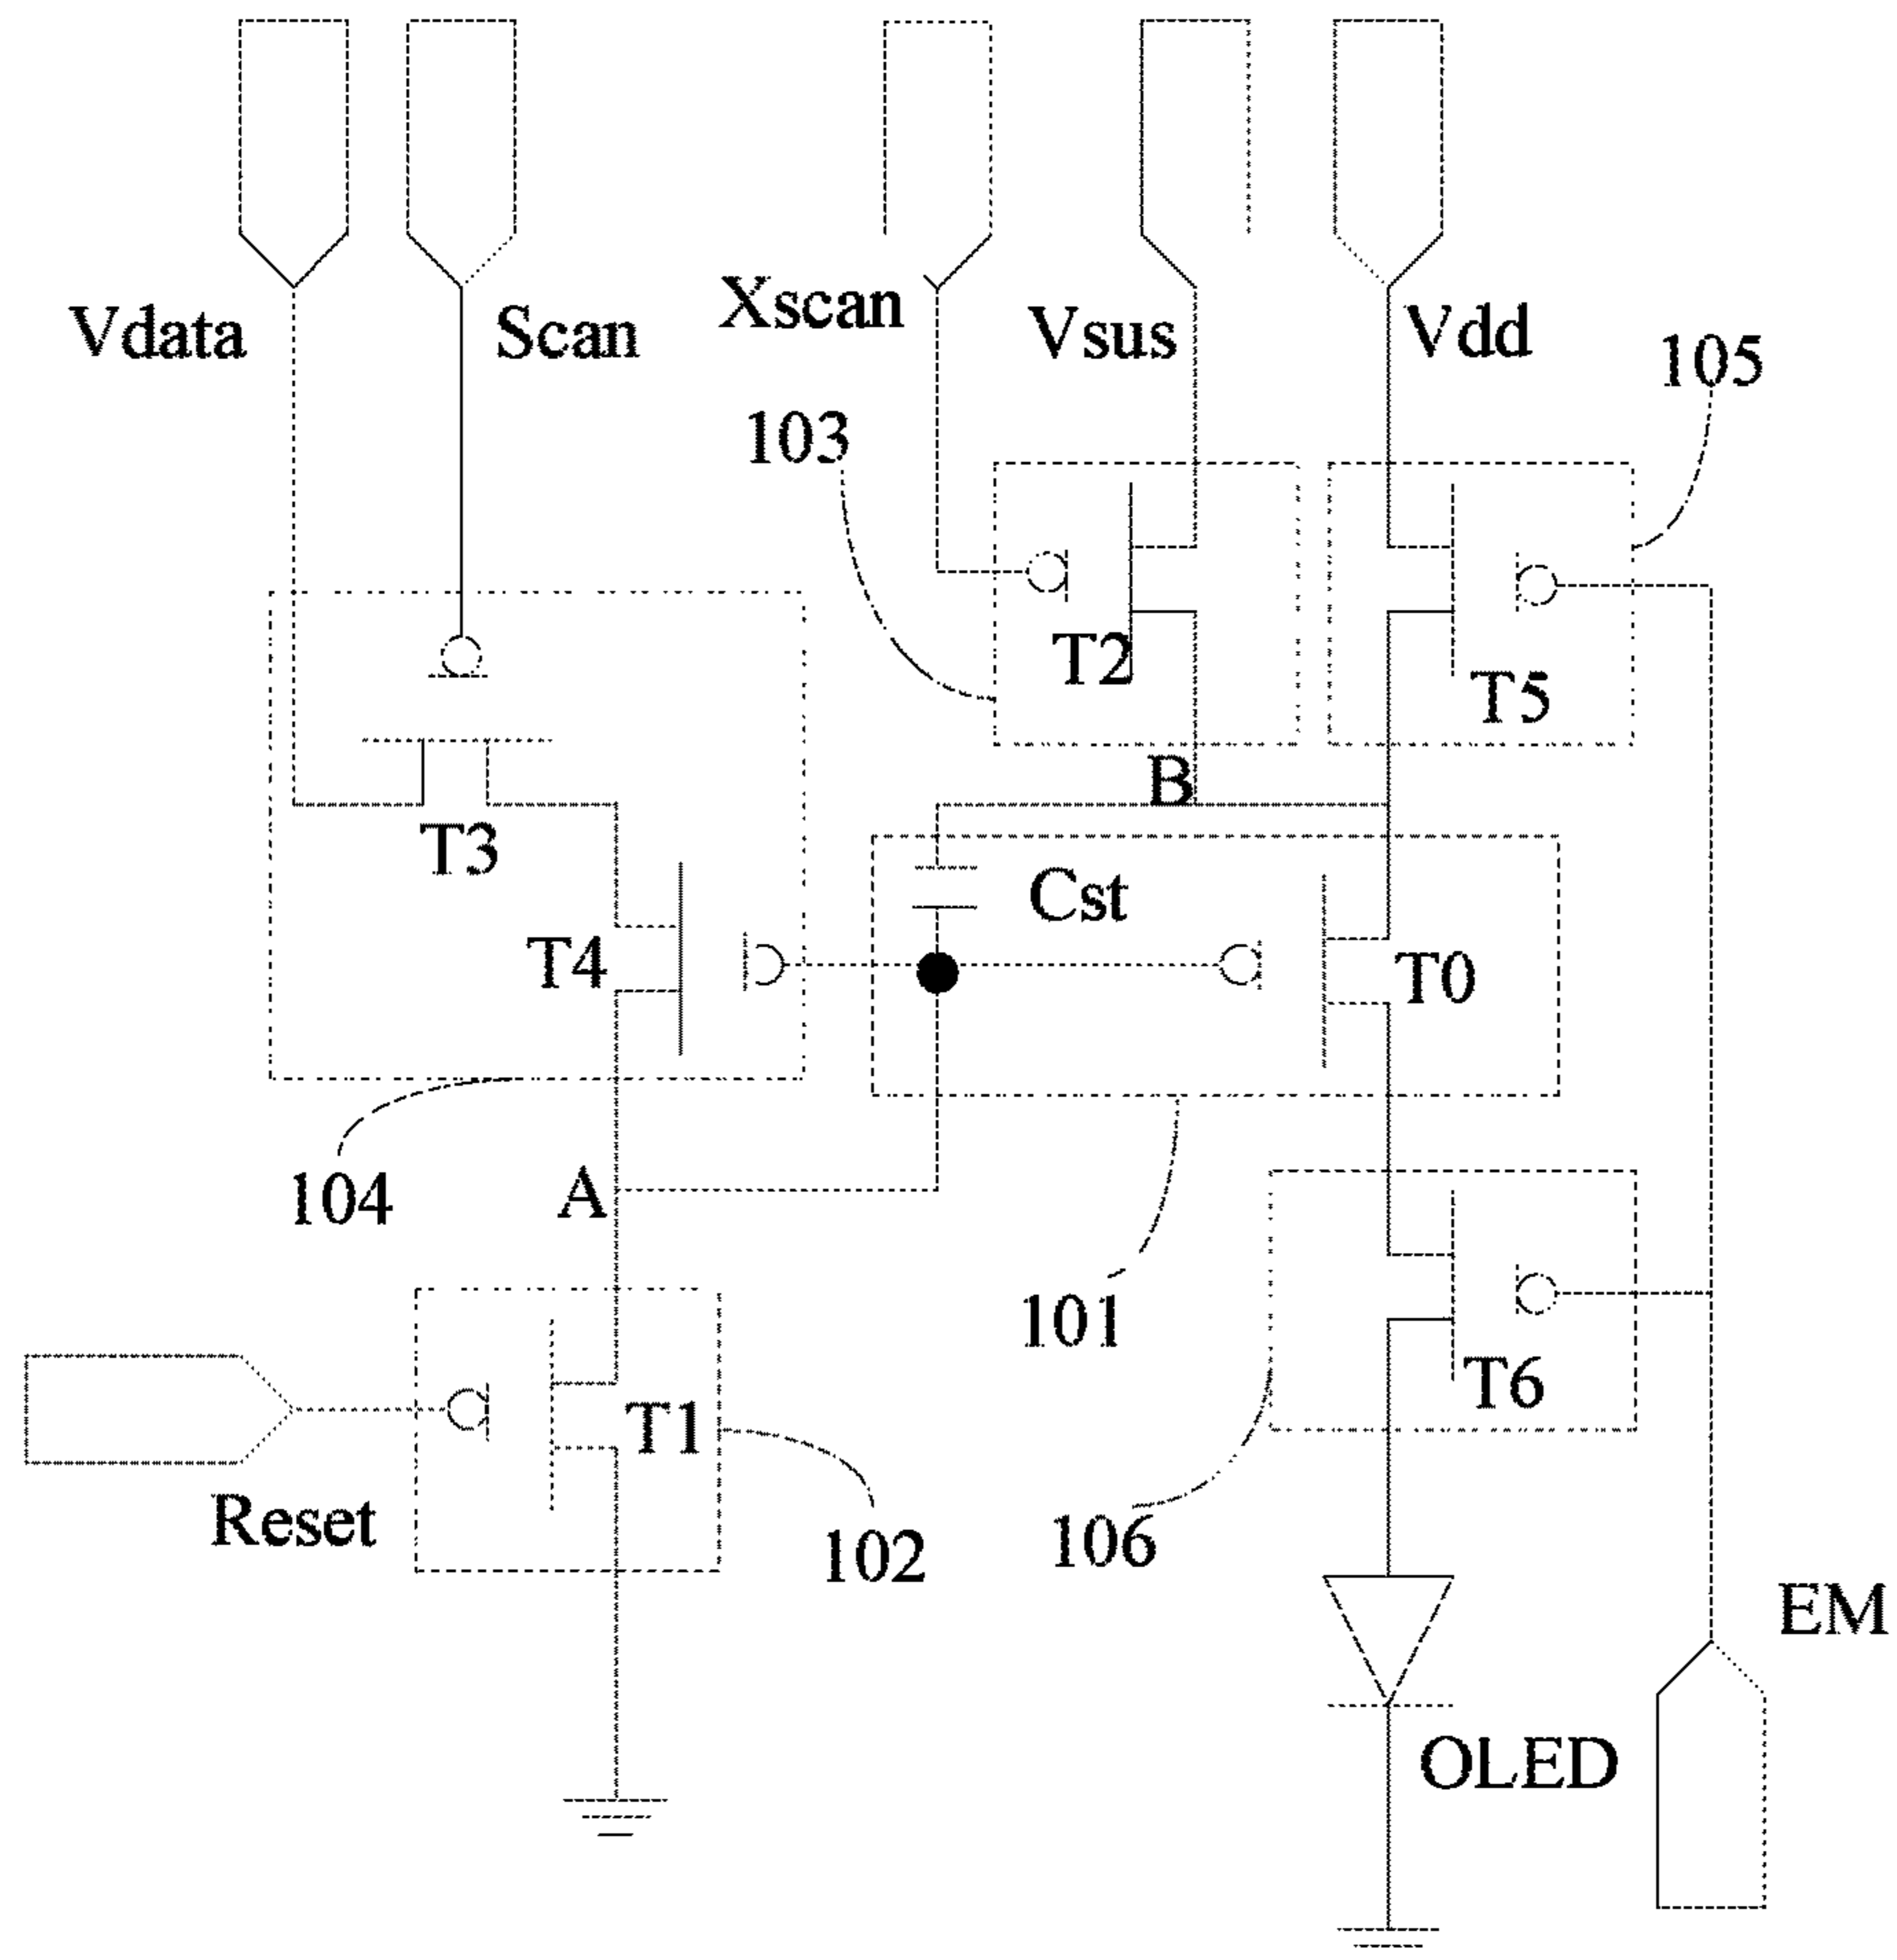 Vdata
Scan
Xscan
Vsus
Vdd
105
103
T2
T5
B
T3
Cst
T4
T0
104
A
101
T6
T1
Reset
102
106
EM
OLED